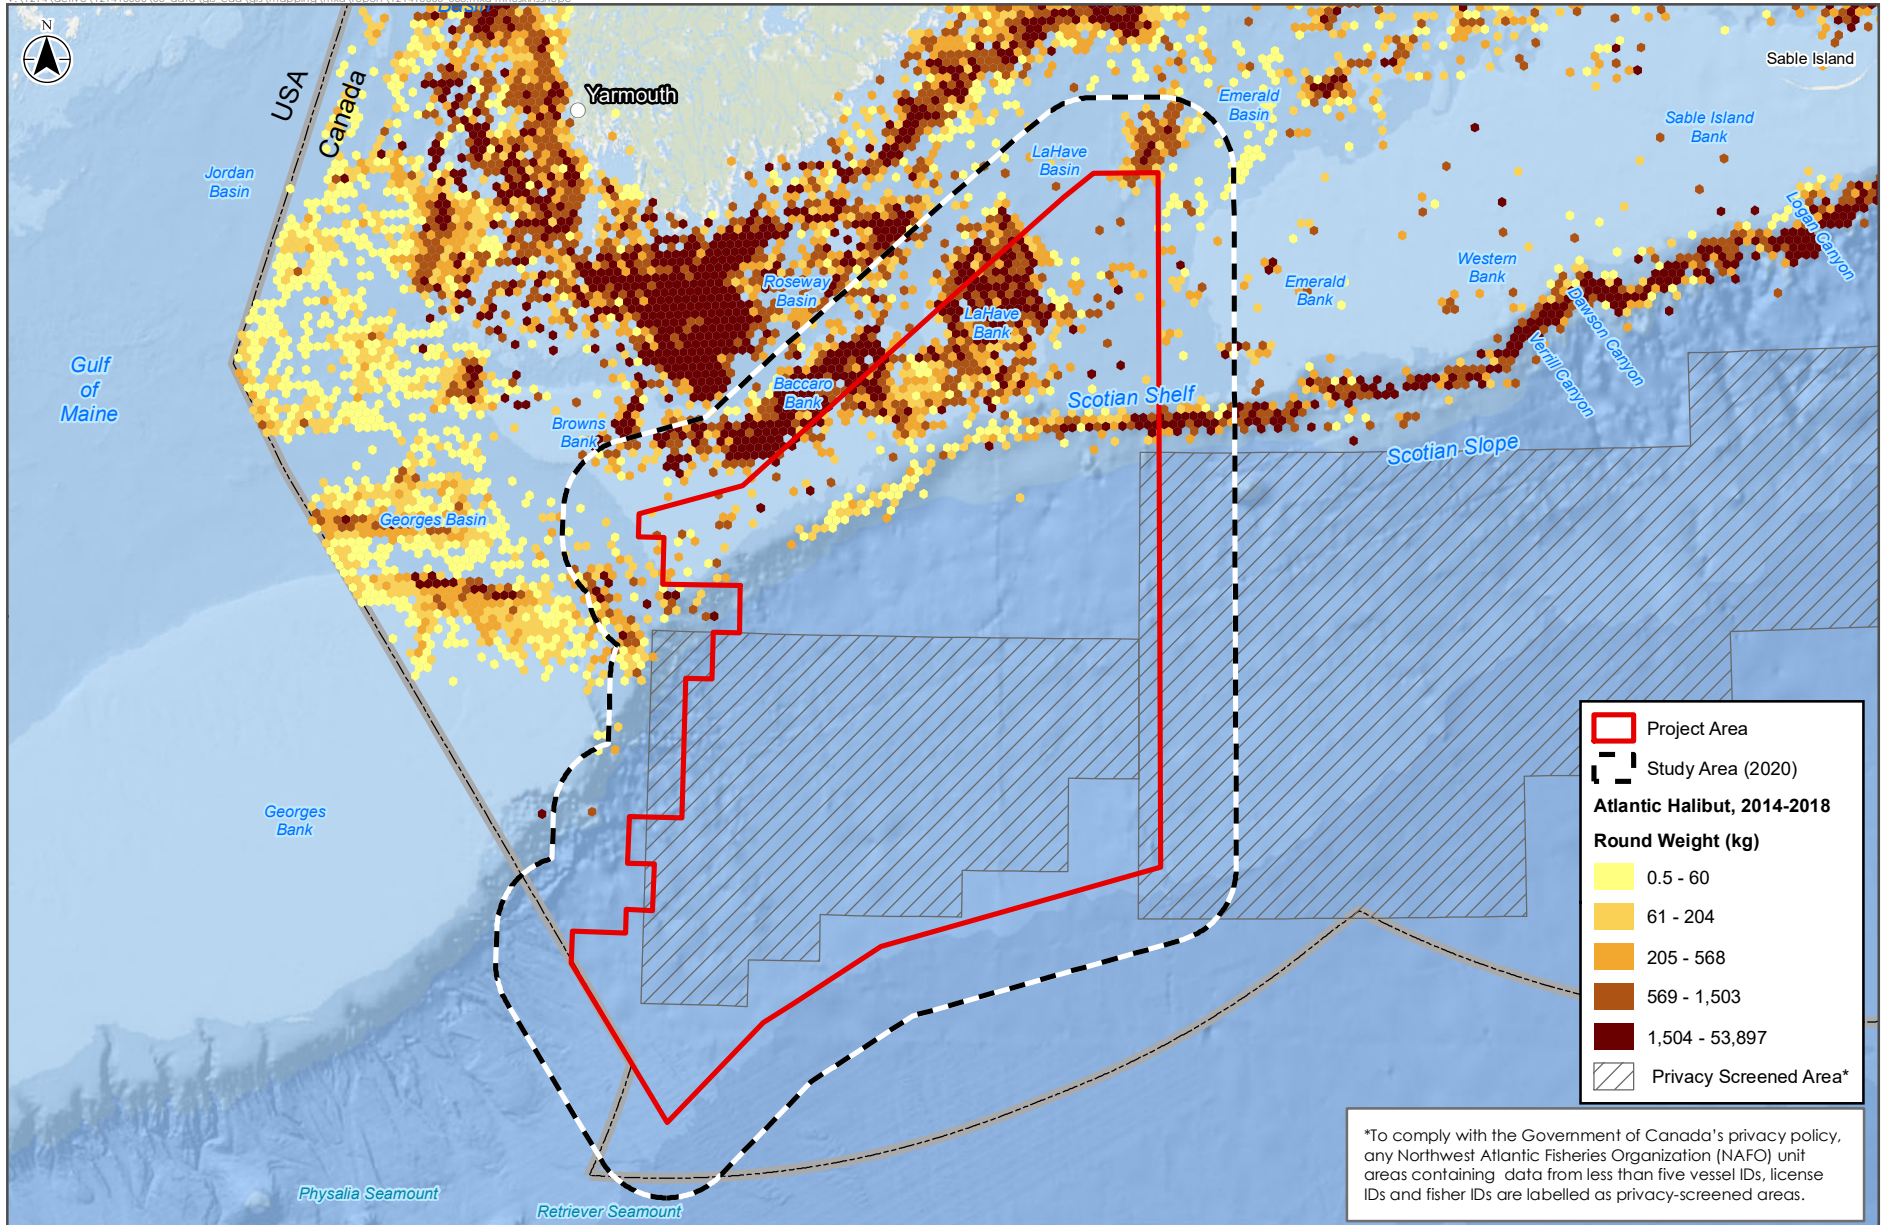 N
Basin
USA
Canada
Yarmouth
Sable Island
Emerald
Basin
Sable Island
Bank
LaHave
Basin
Jordan
Basin
Logan Canyon
Roseway
Basin
Emerald
Bank
Western
Bank
LaHave
Bank
Dawson Canyon
Verrill Canyon
Gulf
of
Maine
Baccaro
Bank
Scotian Shelf
Browns
Bank
Scotian Slope
Georges Basin
Georges
Bank
Physalia Seamount
Retriever Seamount
Project Area
Study Area (2020)
Atlantic Halibut, 2014-2018
Round Weight (kg)
0.5 - 60
61 - 204
205 - 568
569 - 1,503
1,504 - 53,897
Privacy Screened Area*
*To comply with the Government of Canada's privacy policy,
any Northwest Atlantic Fisheries Organization (NAFO) unit
areas containing data from less than five vessel IDs, license
IDs and fisher IDs are labelled as privacy-screened areas.